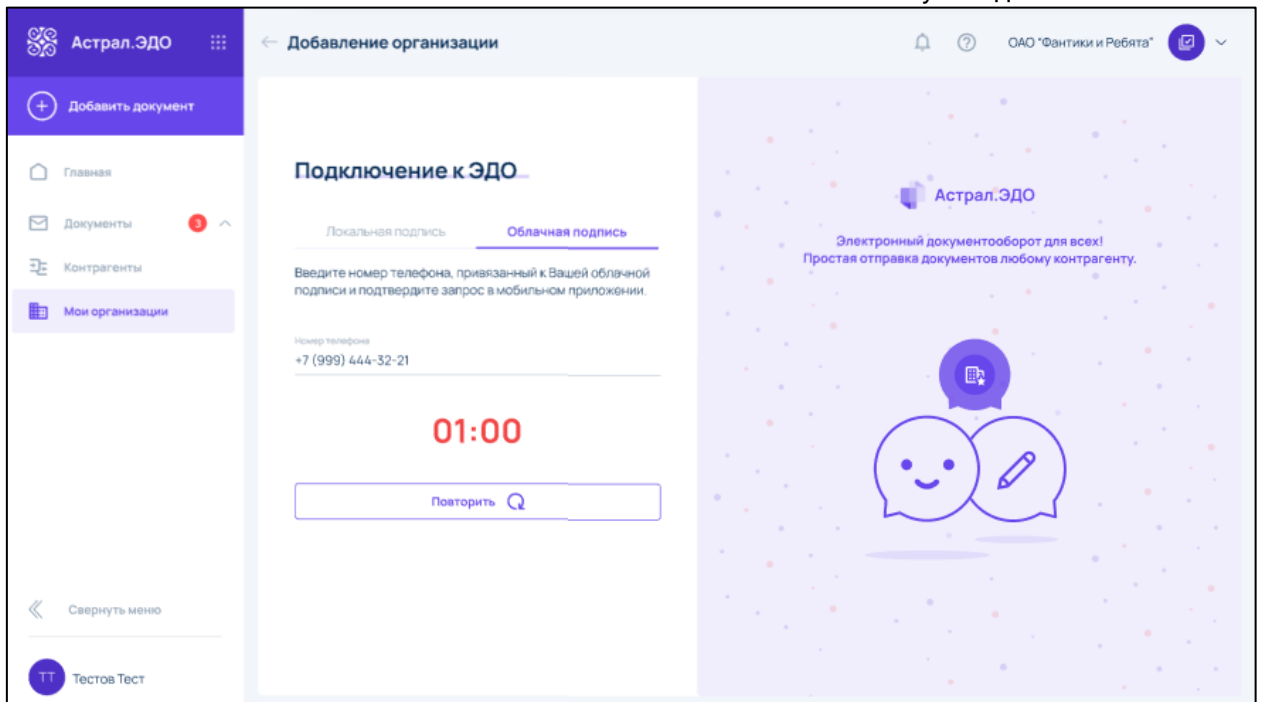 Астрал.ЭДО
Добавление организации
ОАО "Фантики и Ребята"
Добавить документ
Главная
Документы 3
Контрагенты
Мои организации
Свернуть меню
ТТ Тестов Тест
Подключение к ЭДО
Локальная подпись Облачная подпись
Введите номер телефона, привязанный к Вашей облачной
подписи и подтвердите запрос в мобильном приложении.
Номер телефона
+7 (999) 444-32-21
01:00
Повторить
Астрал.ЭДО
Электронный документооборот для всех!
Простая отправка документов любому контрагенту.